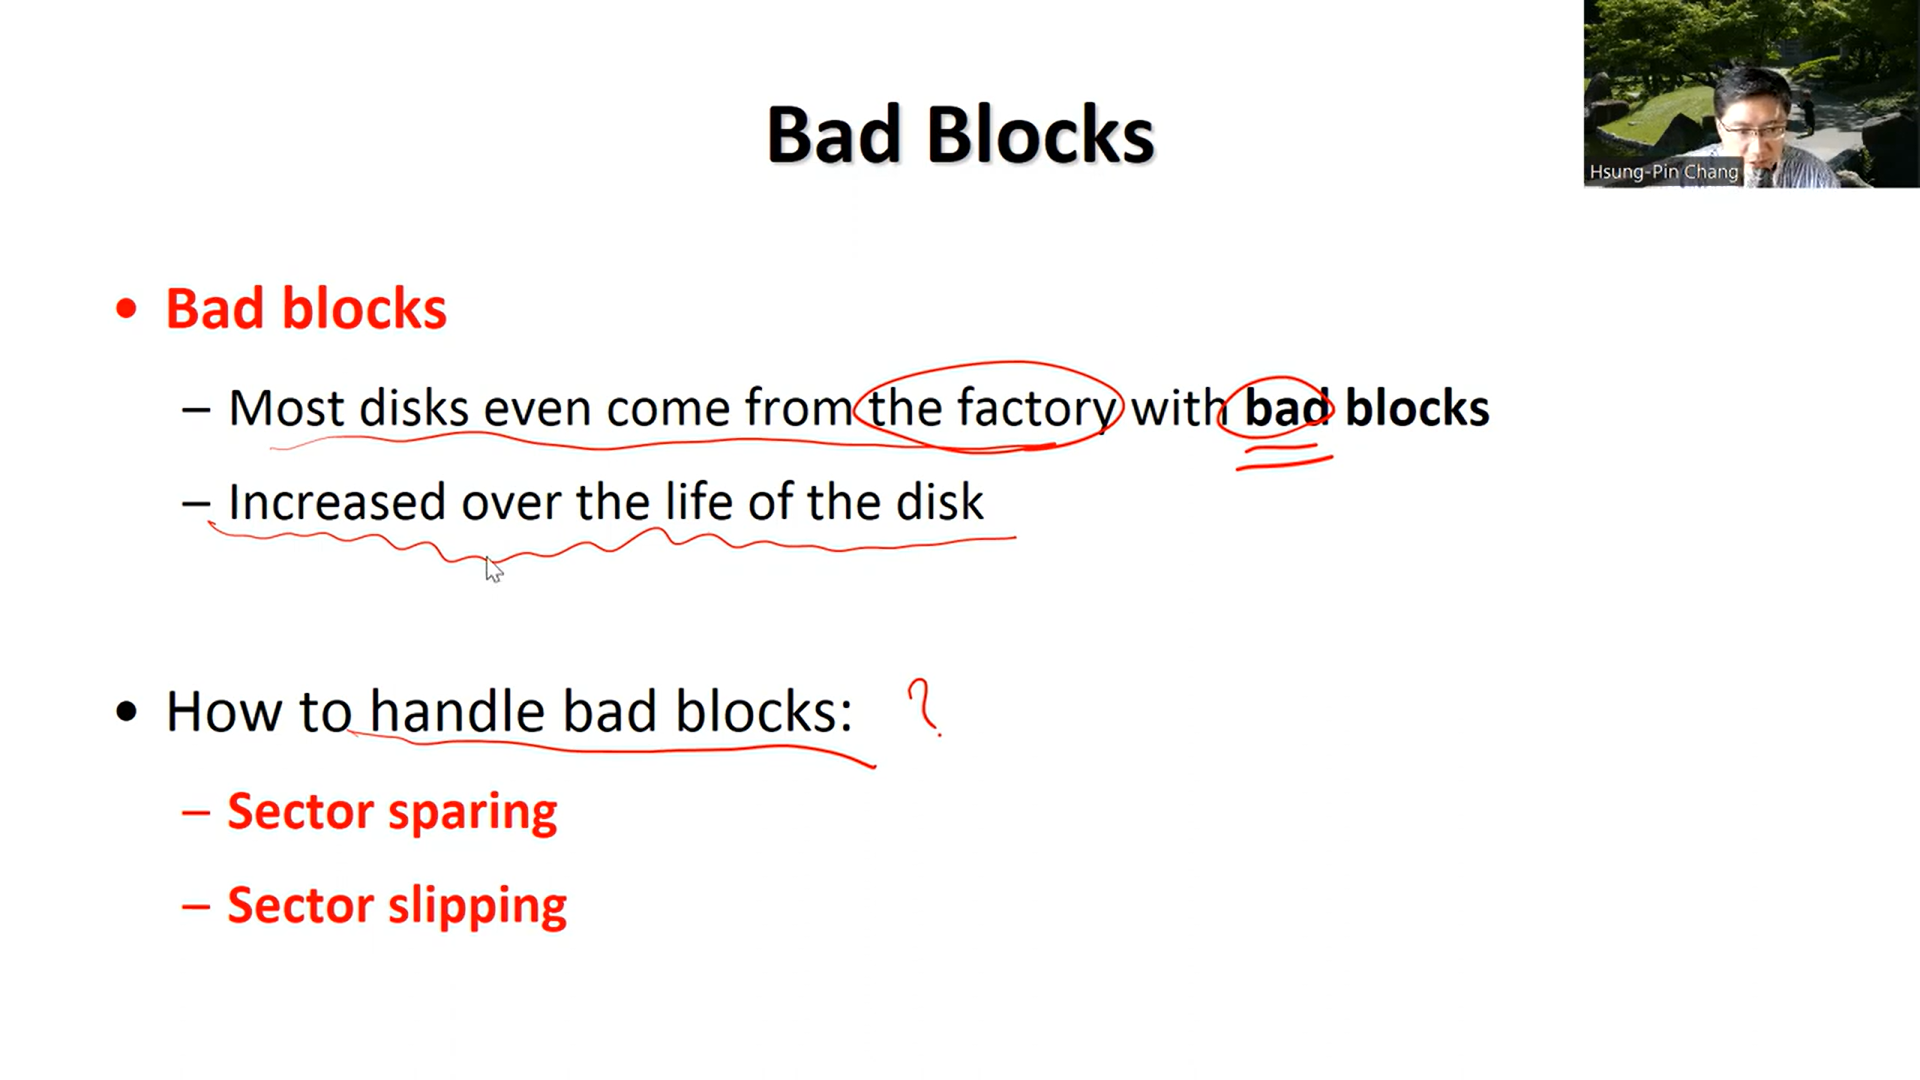 Bad Blocks
Hsung-Pin Chang
• Bad blocks
– Most disks even come from the factory with bad blocks
– Increased over the life of the disk
• How to handle bad blocks: ?
– Sector sparing
– Sector slipping